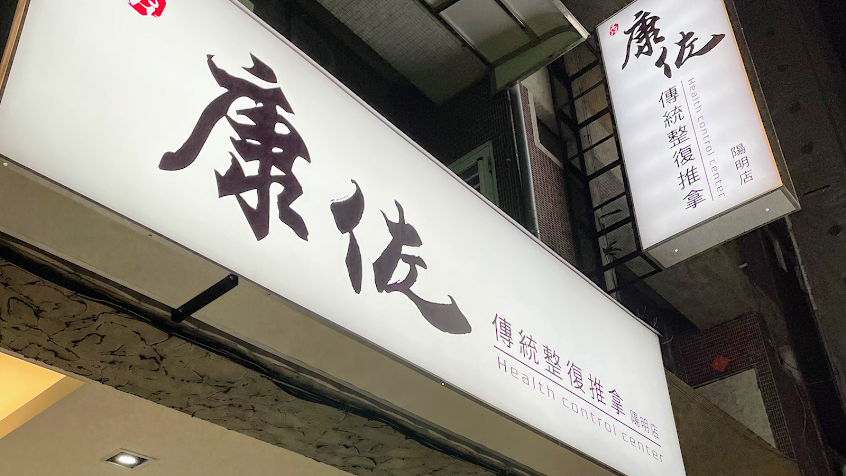 康佐
傳統整復推拿 陽明店
Health control center
康佐
傳統整復推拿
Health control center
陽明店